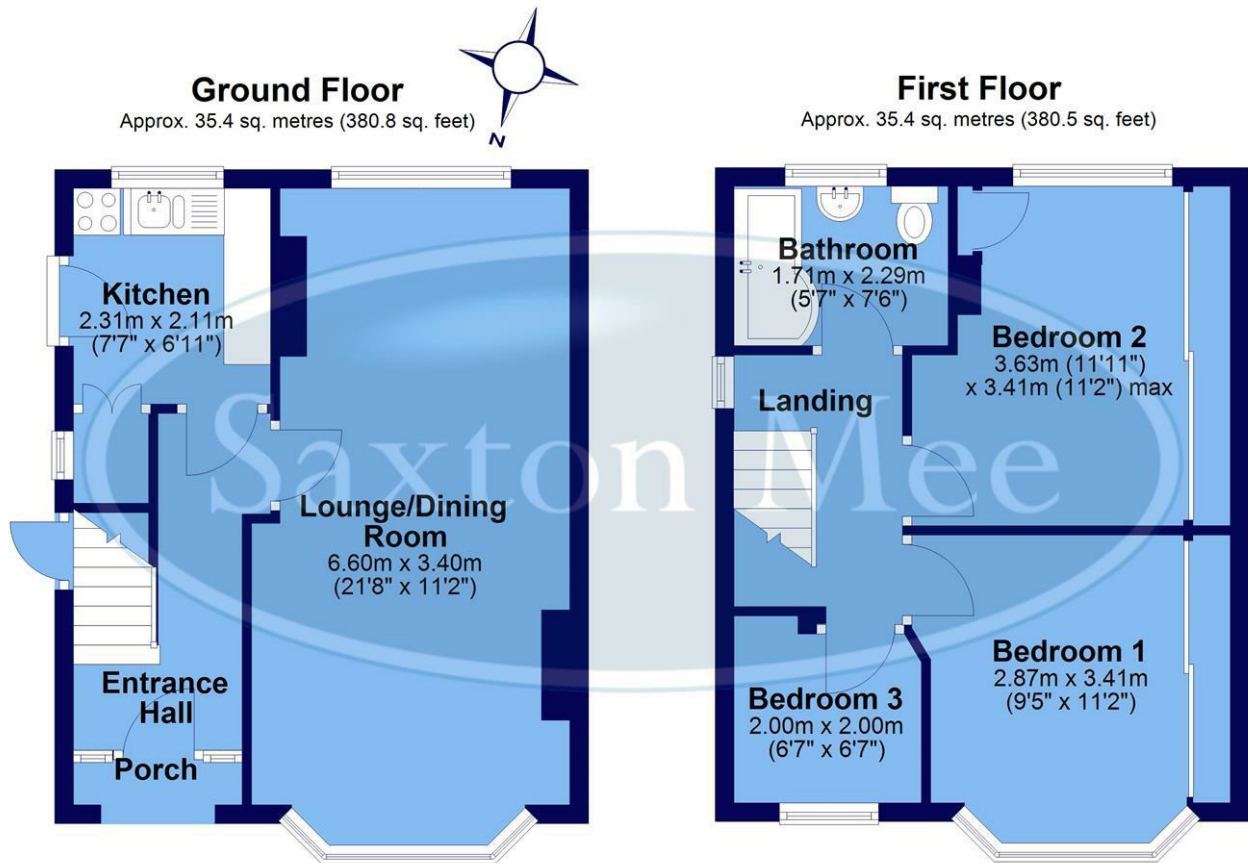 Ground Floor
Approx. 35.4 sq. metres (380.8 sq. feet)
N
Kitchen
2.31m x 2.11m
(7'7" x 6'11")
Lounge/Dining
Room
6.60m x 3.40m
(21'8" x 11'2")
Entrance
Hall
Porch
First Floor
Approx. 35.4 sq. metres (380.5 sq. feet)
Bathroom
1.71m x 2.29m
(5'7" x 7'6")
Bedroom 2
3.63m (11'11")
x 3.41m (11'2") max
Landing
Bedroom 1
2.87m x 3.41m
(9'5" x 11'2")
Bedroom 3
2.00m x 2.00m
(6'7" x 6'7")
Saxton Mee